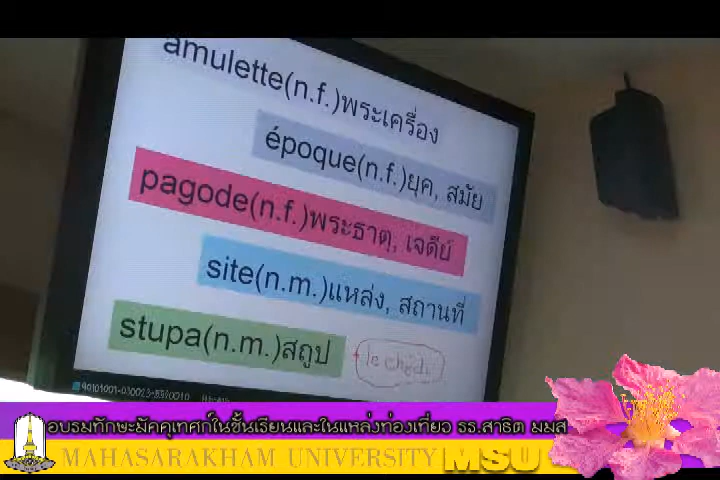 amulette(n.f.)พระเครื่อง
époque(n.f.)ยุค, สมัย
pagode(n.f.)พระธาตุ, เจดีย์
site(n.m.)แหล่ง, สถานที่
stupa(n.m.)สถูป
+ le chédi
อบรมทักษะมัคคุเทศก์ในชั้นเรียนและในแหล่งท่องเที่ยว รร.สาธิต มมส
MAHASARAKHAM UNIVERSITY MSU